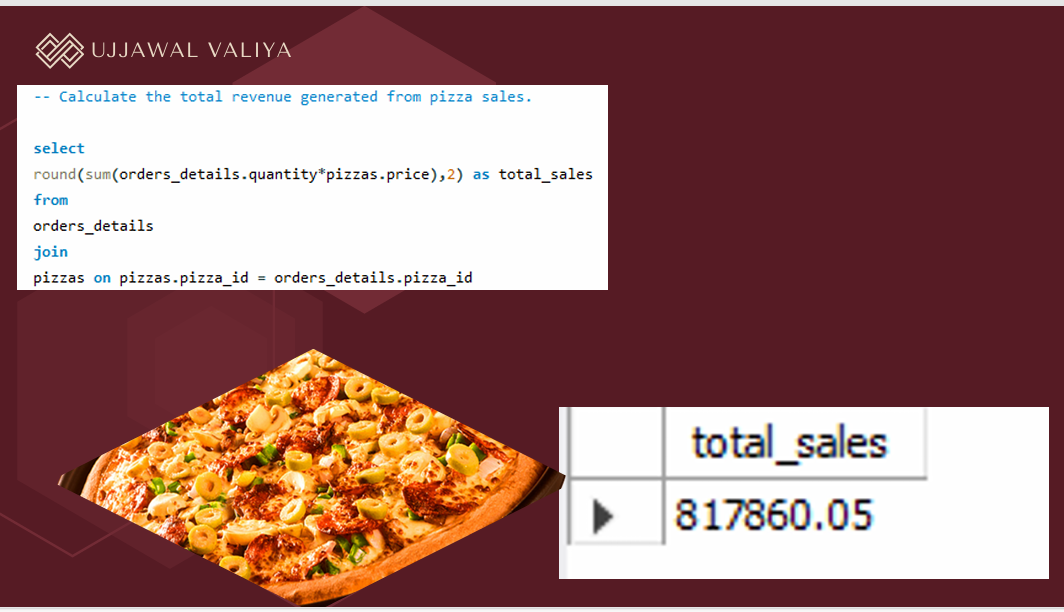 UJJAWAL VALIYA
-- Calculate the total revenue generated from pizza sales.
select
round(sum(orders_details.quantity*pizzas.price),2) as total_sales
from
orders_details
join
pizzas on pizzas.pizza_id = orders_details.pizza_id
total_sales
817860.05